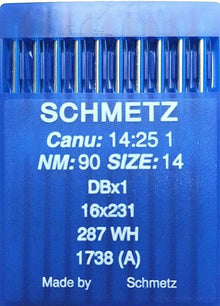 SCHMETZ
Canu: 14:25 1
NM: 90 SIZE: 14
DBx1
16x231
287 WH
1738 (A)
Made by Schmetz